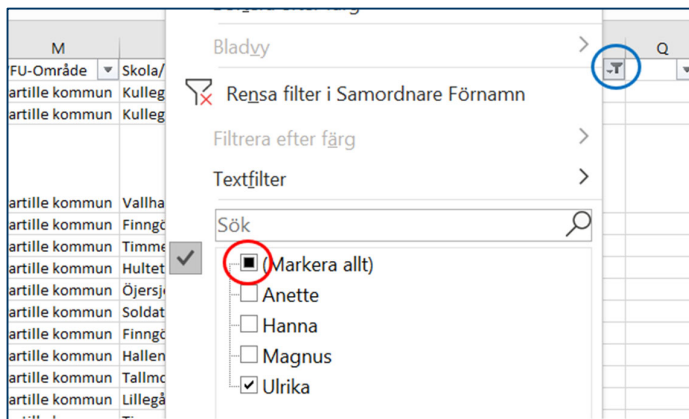 Bladvy
M
Q
FU-Område
Skola/
Rensa filter i Samordnare Förnamn
artille kommun Kulleg
artille kommun Kulleg
Filtrera efter färg
Textfilter
artille kommun Vallha
artille kommun Finngö
Sök
artille kommun Timme
artille kommun Hultet
(Markera allt)
artille kommun Öjersj
Anette
artille kommun Soldat
Hanna
artille kommun Finngö
artille kommun Hallen
Magnus
artille kommun Tallmo
Ulrika
artille kommun Lillegå